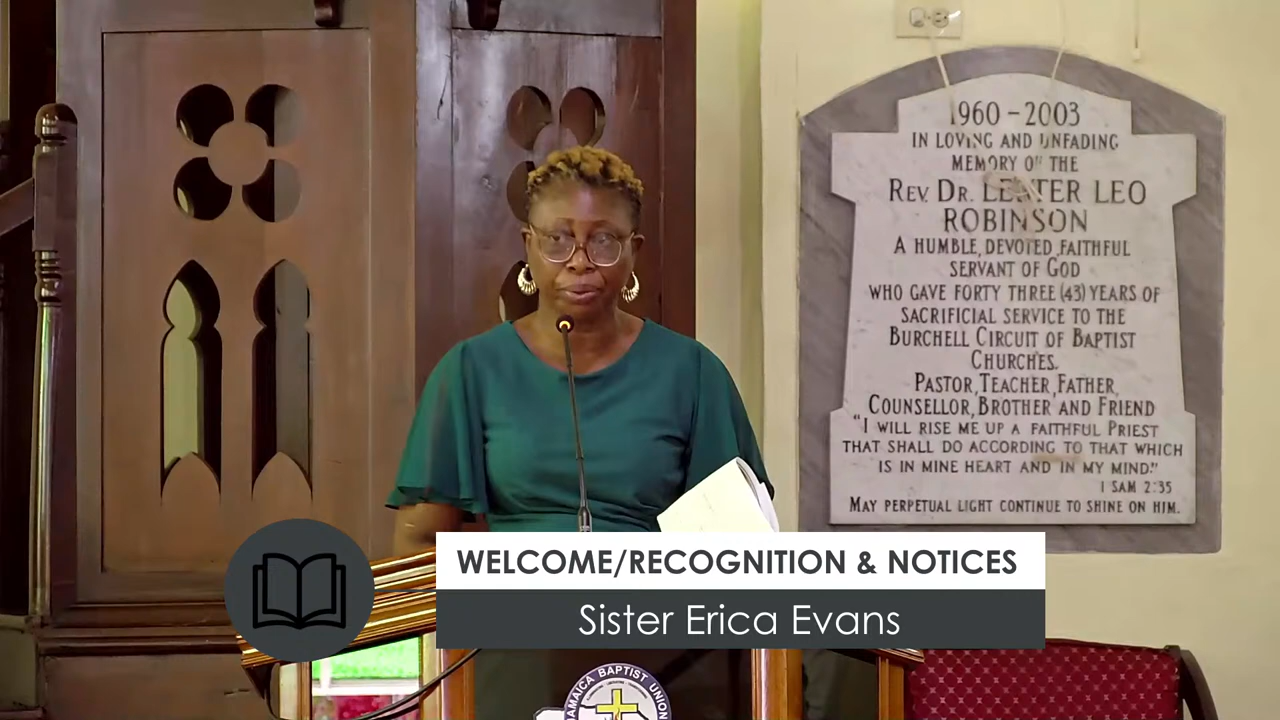 1960 - 2003
IN LOVING AND UNFADING
MEMORY OF THE
REV. DR. LESTER LEO
ROBINSON
A HUMBLE, DEVOTED, FAITHFUL
SERVANT OF GOD
WHO GAVE FORTY THREE (43) YEARS OF
SACRIFICIAL SERVICE TO THE
BURCHELL CIRCUIT OF BAPTIST
CHURCHES.
PASTOR, TEACHER, FATHER,
COUNSELLOR, BROTHER AND FRIEND
"I WILL RISE ME UP A FAITHFUL PRIEST
THAT SHALL DO ACCORDING TO THAT WHICH
IS IN MINE HEART AND IN MY MIND."
1 SAM 2:35
MAY PERPETUAL LIGHT CONTINUE TO SHINE ON HIM.
WELCOME/RECOGNITION & NOTICES
Sister Erica Evans
JAMAICA BAPTIST UNION